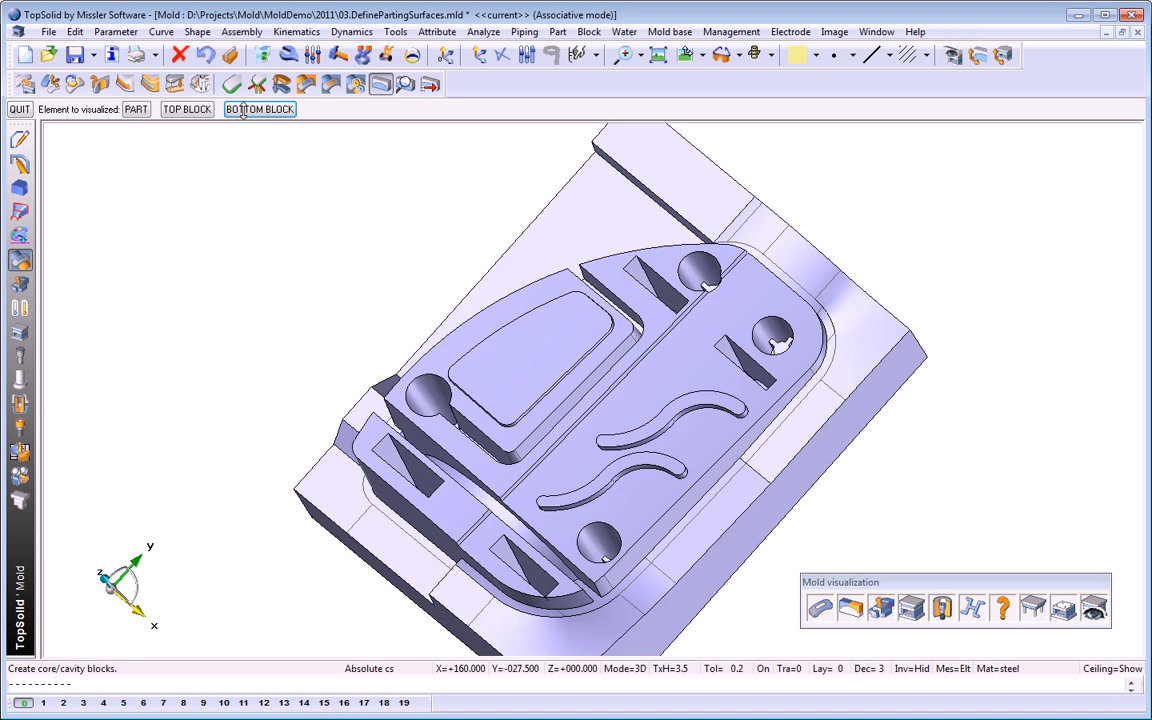 TopSolid by Missler Software - [Mold : D:\Projects\Mold\MoldDemo\2011\03.DefinePartingSurfaces.mld * <<current>> (Associative mode)]
File Edit Parameter Curve Shape Assembly Kinematics Dynamics Tools Attribute Analyze Piping Part Block Water Mold base Management Electrode Image Window Help
QUIT Element to visualized: PART TOP BLOCK BOTTOM BLOCK
y
z
x
Mold visualization
TopSolid'Mold
Create core/cavity blocks. Absolute cs X=+160.000 Y=-027.500 Z=+000.000 Mode=3D TxH=3.5 Tol= 0.2 On Tra=0 Lay= 0 Dec= 3 Inv=Hid Mes=Elt Mat=steel Ceiling=Show
----------
0 1 2 3 4 5 6 7 8 9 10 11 12 13 14 15 16 17 18 19